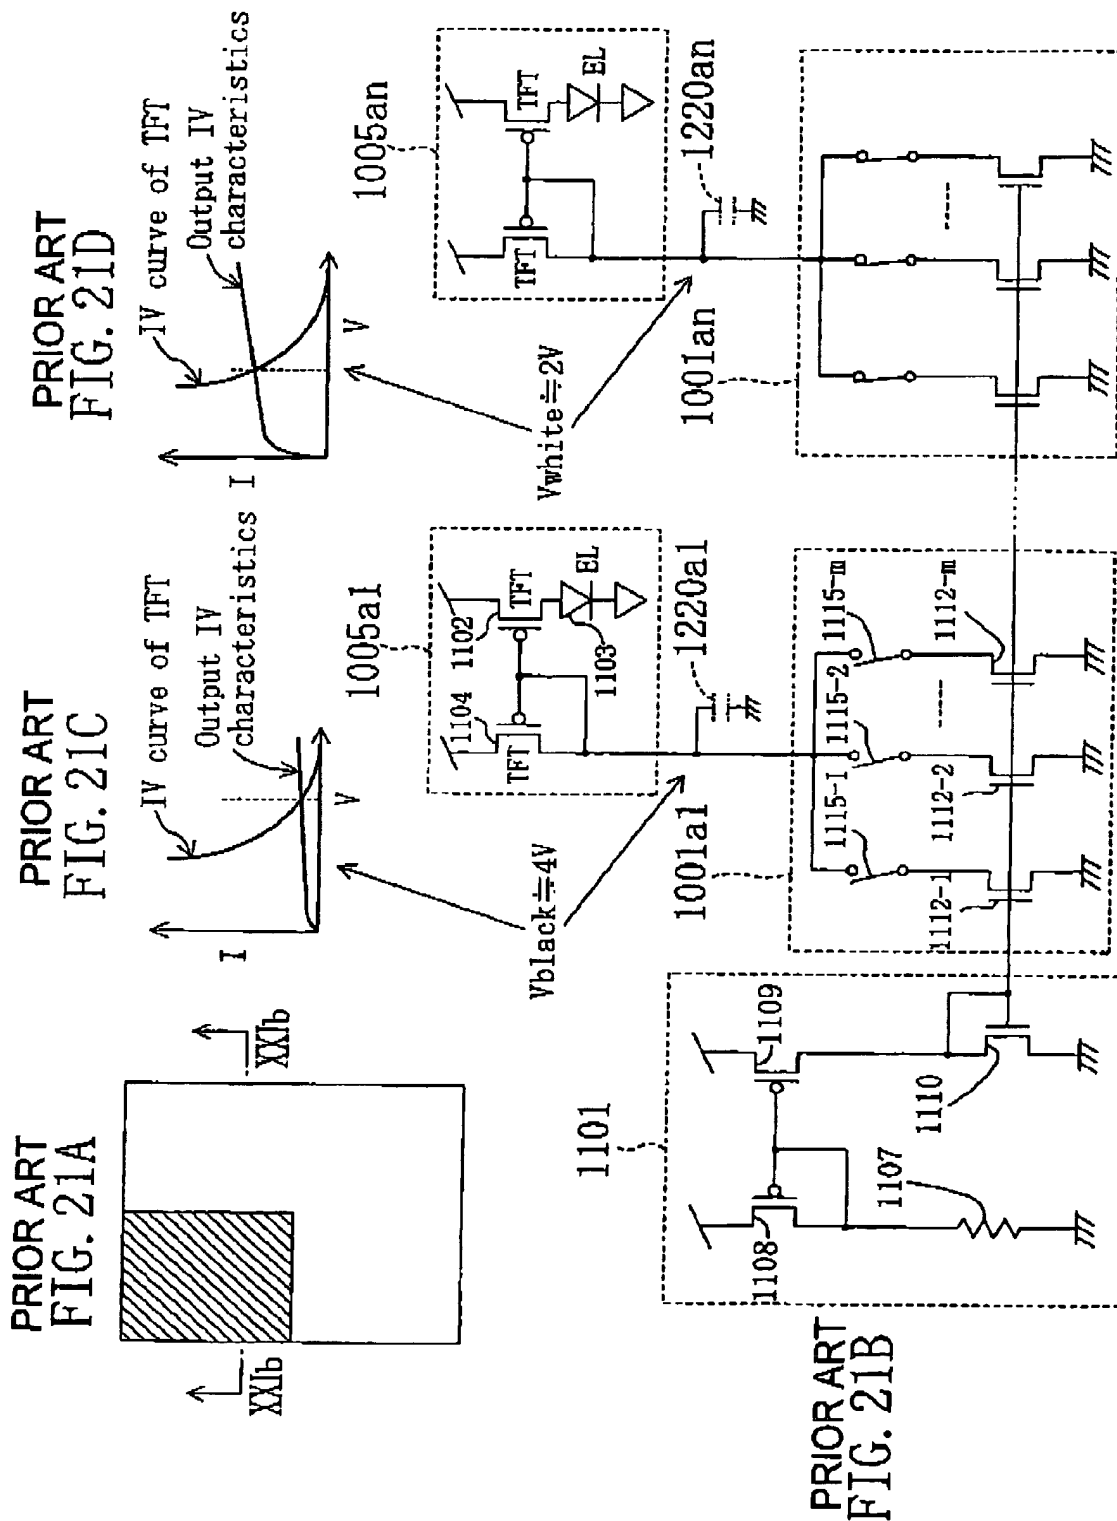 PRIOR ART
FIG. 21A
XXIb
XXIb
PRIOR ART
FIG. 21C
IV curve of TFT
Output IV
characteristics
I
V
Vblack≒4V
PRIOR ART
FIG. 21D
IV curve of TFT
Output IV
characteristics
I
V
Vwhite≒2V
PRIOR ART
FIG. 21B
1101
1108
1109
1107
1110
1005a1
1104
TFT
1102
TFT
EL
1103
1220a1
1001a1
1115-1
1115-2
1115-m
1112-1
1112-2
1112-m
1005an
TFT
TFT
EL
1220an
1001an